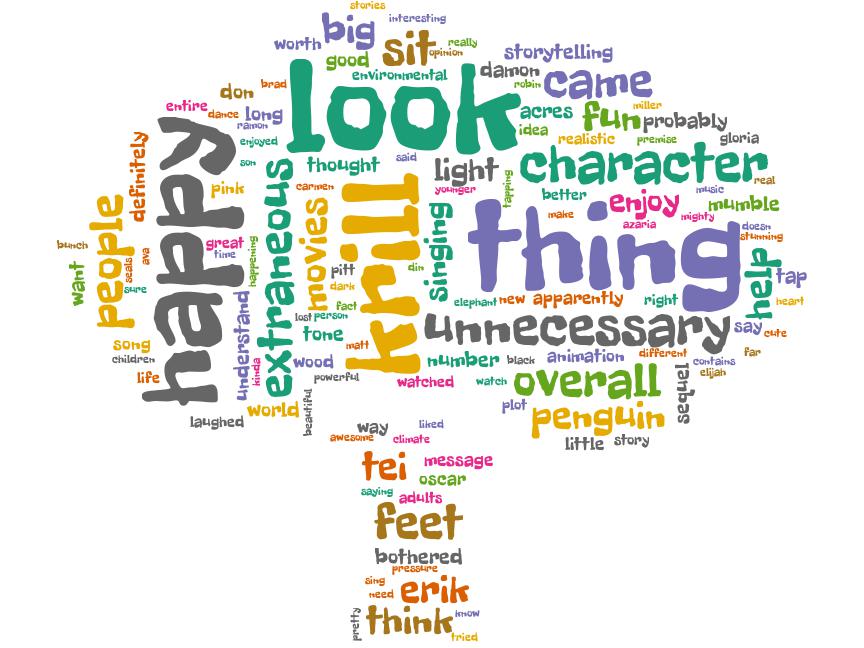 stories
interesting
big
worth
sit
opinion
really
good
storytelling
environmental
damon
came
brad
don
robin
entire
dance
long
look
acres
fun
miller
probably
ramon
idea
realistic
premise
gloria
enjoyed
definitely
happy
son
thought
said
light
character
real
pink
carmen
younger
tapping
better
music
enjoy
mumble
make
mighty
azaria
people
extraneous
movies
krill
singing
thing
doesn
stunning
bunch
seals
ava
great
time
happening
want
sure
pitt
din
dark
help
tap
heart
fact
elephant
new
apparently
right
understand
lost
person
tone
unnecessary
say
cute
song
matt
children
wood
number
black
animation
different
contains
far
elijah
life
kinda
powerful
watched
watch
overall
sequel
world
beautiful
plot
penguin
laughed
little
story
way
liked
awesome
climate
tei
message
oscar
saying
adults
feet
bothered
pressure
sing
need
erik
pretty
think
know
tried